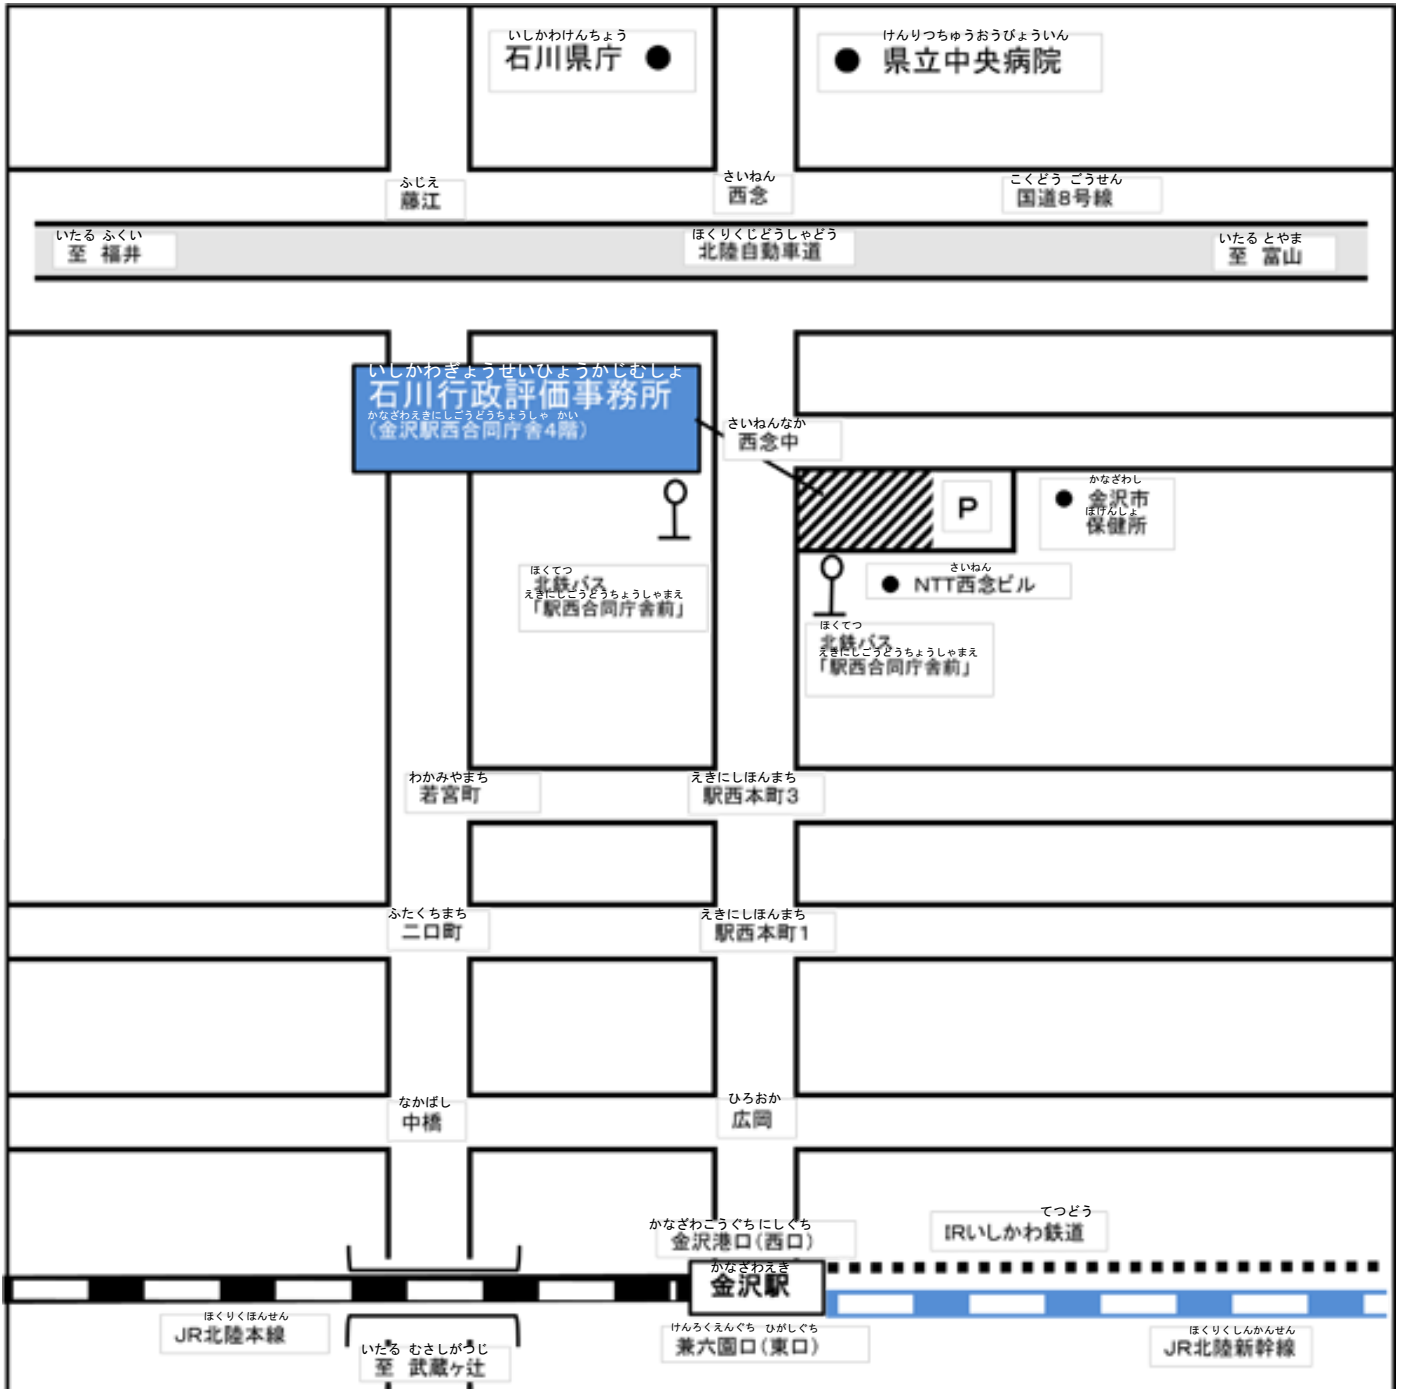 いしかわけんちょう
石川県庁
けんりつちゅうおうびょういん
県立中央病院
ふじえ
藤江
さいねん
西念
こくどう ごうせん
国道8号線
いたる ふくい
至 福井
ほくりくじどうしゃどう
北陸自動車道
いたる とやま
至 富山
いしかわぎょうせいひょうかじむしょ
石川行政評価事務所
かなざわえきにしごうどうちょうしゃ かい
(金沢駅西合同庁舎4階)
さいねんなか
西念中
P
かなざわし
金沢市
ほけんしょ
保健所
さいねん
NTT西念ビル
ほくてつ
北鉄バス
えきにしごうどうちょうしゃまえ
「駅西合同庁舎前」
ほくてつ
北鉄バス
えきにしごうどうちょうしゃまえ
「駅西合同庁舎前」
わかみやまち
若宮町
えきにしほんまち
駅西本町3
ふたくちまち
二口町
えきにしほんまち
駅西本町1
なかばし
中橋
ひろおか
広岡
かなざわこうぐち にしぐち
金沢港口(西口)
てつどう
IRいしかわ鉄道
かなざわえき
金沢駅
ほくりくほんせん
JR北陸本線
けんろくえんぐち ひがしぐち
兼六園口(東口)
ほくりくしんかんせん
JR北陸新幹線
いたる むさしがつじ
至 武蔵ヶ辻